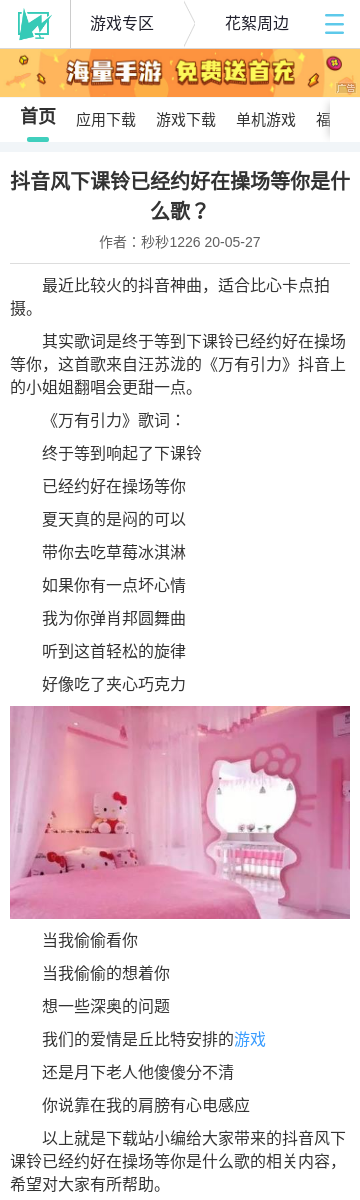 游戏专区
花絮周边
海量手游 免费送首充
广告
首页
应用下载
游戏下载
单机游戏
福
抖音风下课铃已经约好在操场等你是什
么歌？
作者：秒秒1226 20-05-27
最近比较火的抖音神曲，适合比心卡点拍
摄。
其实歌词是终于等到下课铃已经约好在操场
等你，这首歌来自汪苏泷的《万有引力》抖音上
的小姐姐翻唱会更甜一点。
《万有引力》歌词：
终于等到响起了下课铃
已经约好在操场等你
夏天真的是闷的可以
带你去吃草莓冰淇淋
如果你有一点坏心情
我为你弹肖邦圆舞曲
听到这首轻松的旋律
好像吃了夹心巧克力
当我偷偷看你
当我偷偷的想着你
想一些深奥的问题
我们的爱情是丘比特安排的游戏
还是月下老人他傻傻分不清
你说靠在我的肩膀有心电感应
以上就是下载站小编给大家带来的抖音风下
课铃已经约好在操场等你是什么歌的相关内容，
希望对大家有所帮助。